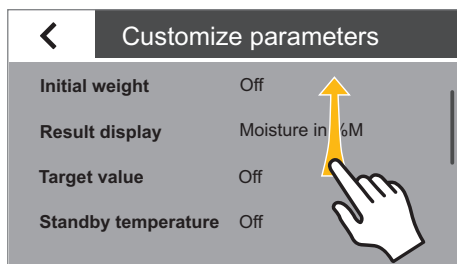 Customize parameters
Initial weight Off
Result display Moisture in %M
Target value Off
Standby temperature Off